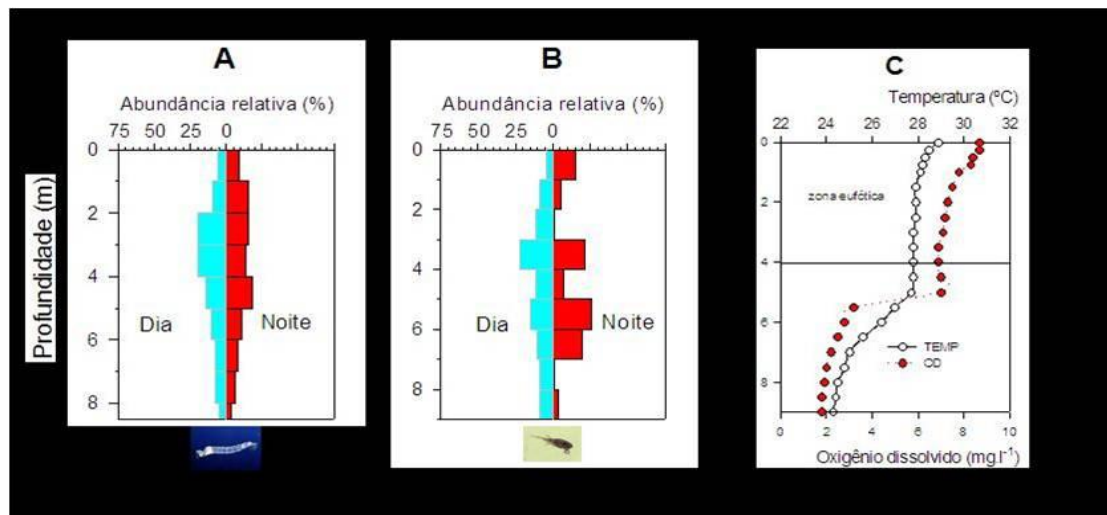 A
Abundância relativa (%)
75 50 25 0
Profundidade (m)
0
2
4
6
8
Dia
Noite
B
Abundância relativa (%)
75 50 25 0
0
2
4
6
8
Dia
Noite
C
Temperatura (ºC)
22 24 26 28 30 32
0
2
4
6
8
zona eufótica
TEMP
OD
0 2 4 6 8 10
Oxigênio dissolvido (mg.l⁻¹)